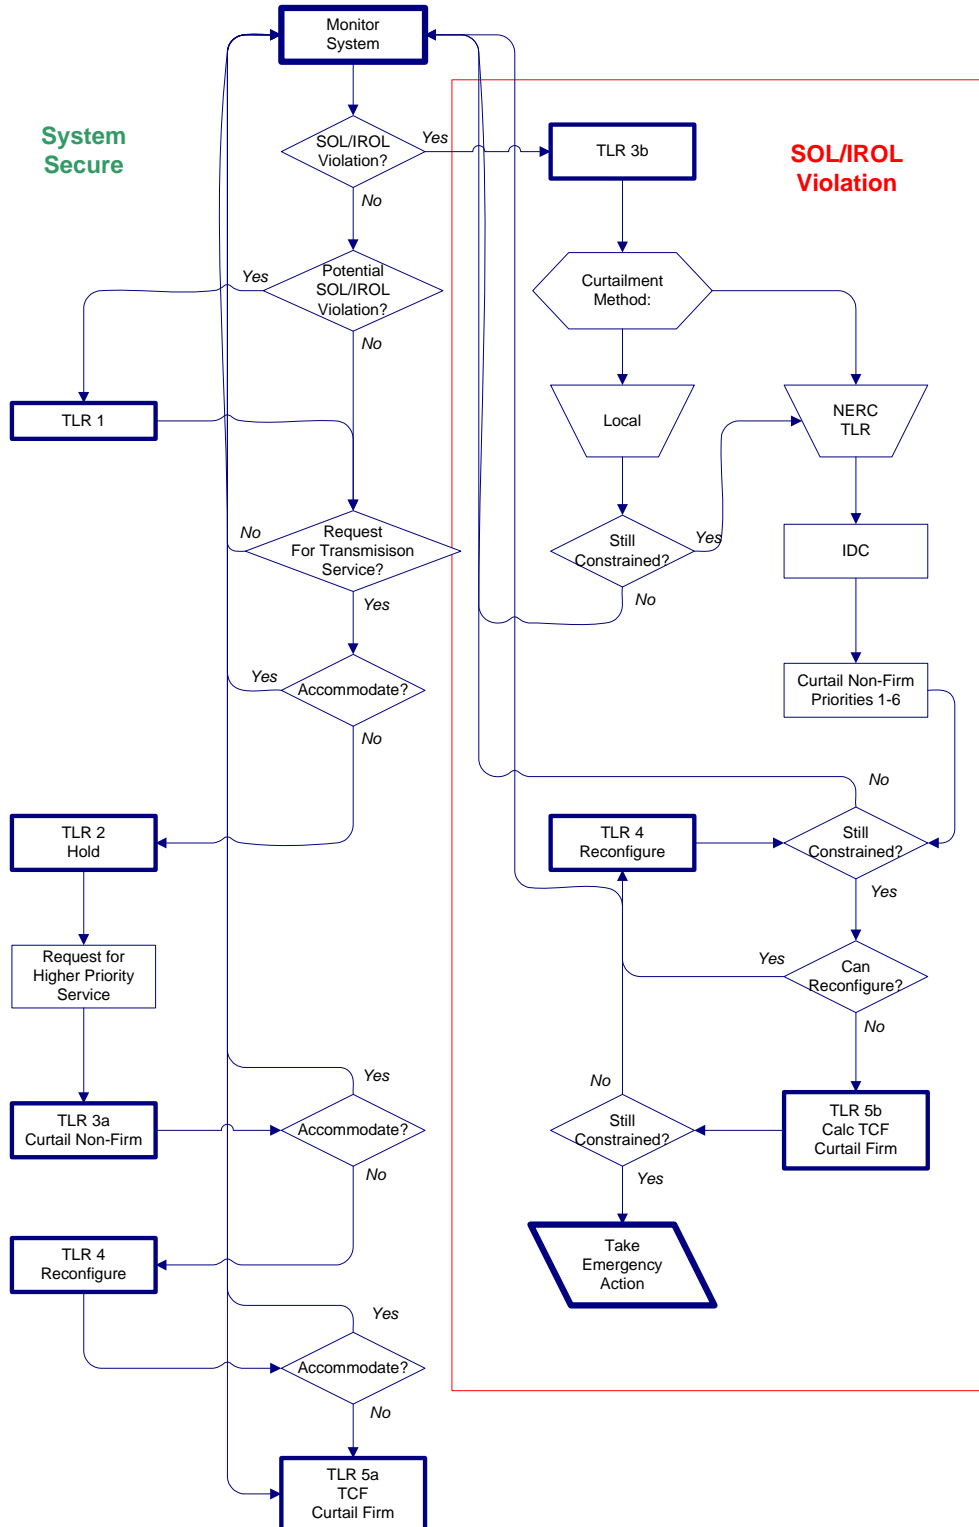 Monitor
System
System
Secure
SOL/IROL
Violation?
Yes
No
TLR 3b
SOL/IROL
Violation
Potential
SOL/IROL
Violation?
Yes
No
Curtailment
Method:
TLR 1
Local
NERC
TLR
Request
For Transmisison
Service?
No
Yes
Still
Constrained?
Yes
No
IDC
Accommodate?
Yes
No
Curtail Non-Firm
Priorities 1-6
TLR 2
Hold
TLR 4
Reconfigure
Still
Constrained?
No
Yes
Request for
Higher Priority
Service
Can
Reconfigure?
Yes
No
TLR 3a
Curtail Non-Firm
Accommodate?
Yes
No
Still
Constrained?
No
Yes
TLR 5b
Calc TCF
Curtail Firm
TLR 4
Reconfigure
Take
Emergency
Action
Accommodate?
Yes
No
TLR 5a
TCF
Curtail Firm